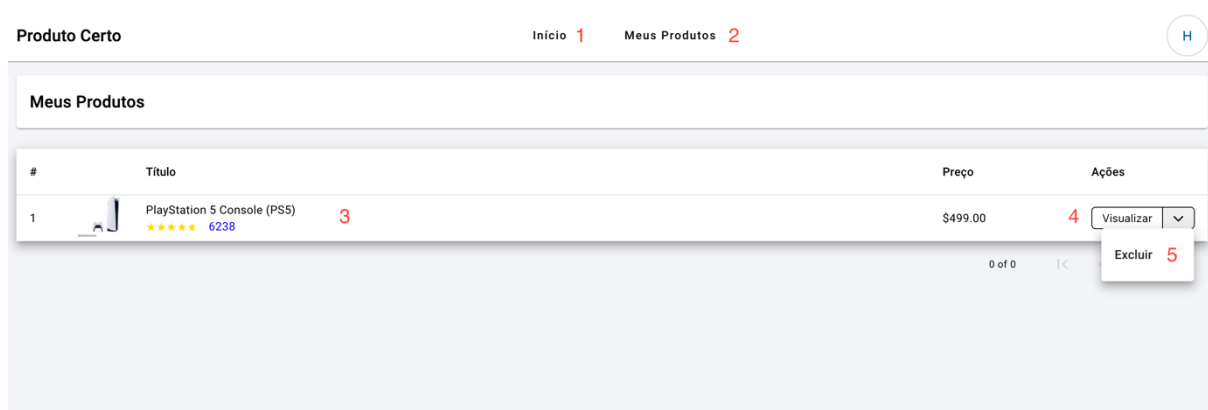 Produto Certo Início 1 Meus Produtos 2 H
Meus Produtos
# Título Preço Ações
1 PlayStation 5 Console (PS5) 3 $499.00 4 Visualizar
★★★★★ 6238
Excluir 5
0 of 0